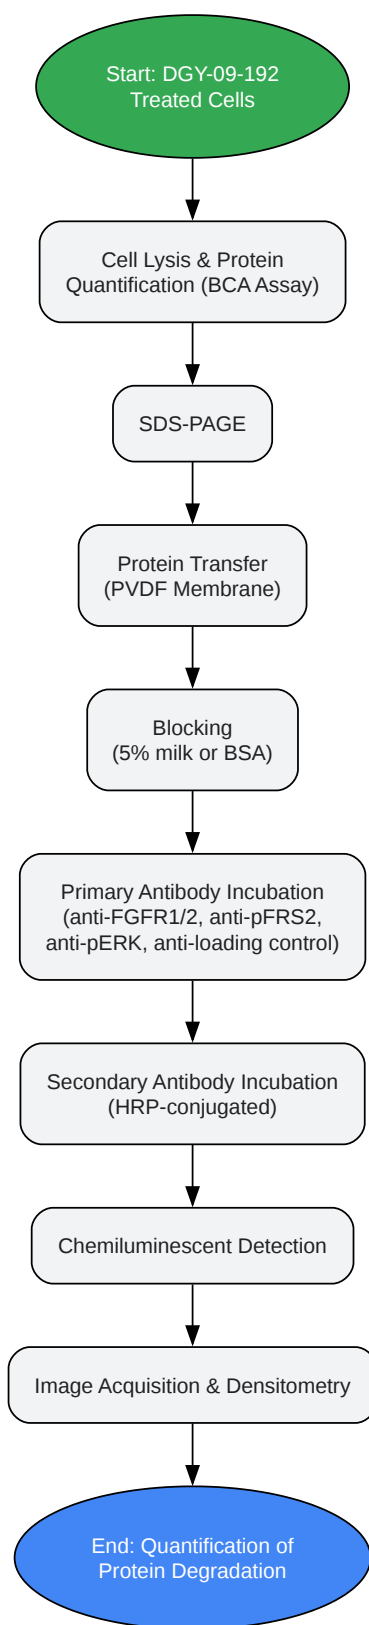 Start: DGY-09-192
Treated Cells
Cell Lysis & Protein
Quantification (BCA Assay)
SDS-PAGE
Protein Transfer
(PVDF Membrane)
Blocking
(5% milk or BSA)
Primary Antibody Incubation
(anti-FGFR1/2, anti-pFRS2,
anti-pERK, anti-loading control)
Secondary Antibody Incubation
(HRP-conjugated)
Chemiluminescent Detection
Image Acquisition & Densitometry
End: Quantification of
Protein Degradation